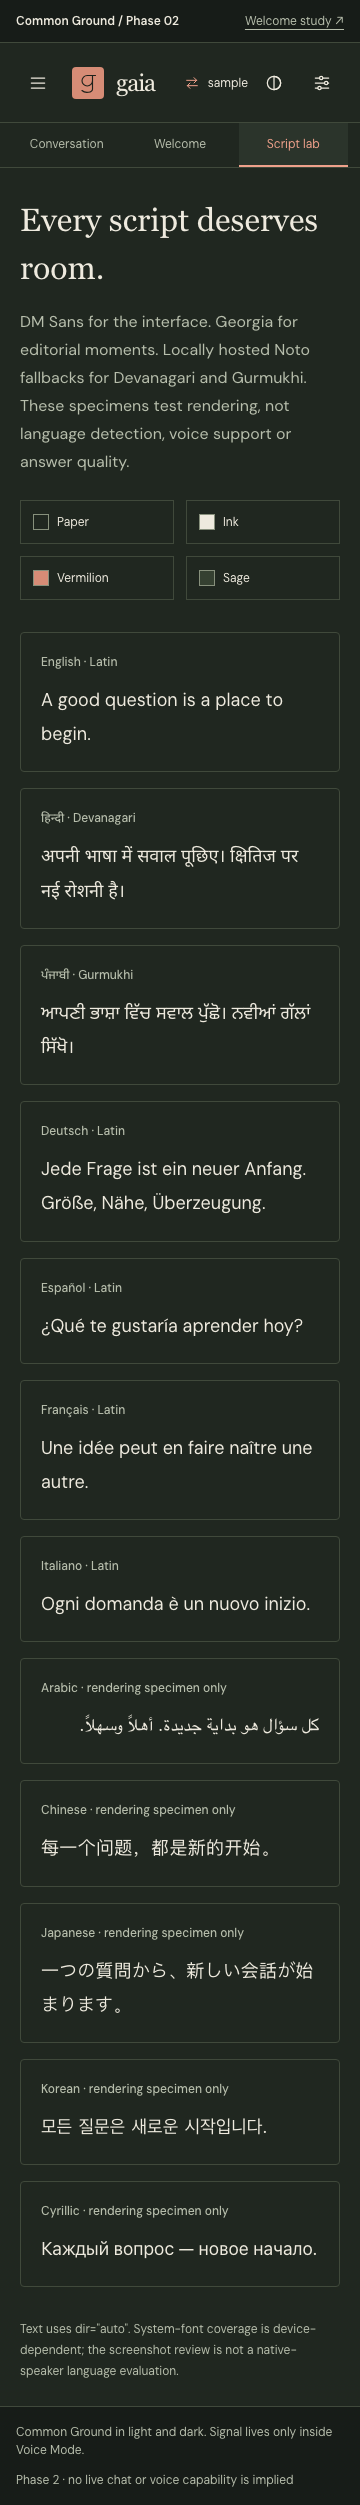 Common Ground / Phase 02
Welcome study ↗
g gaia
sample
Conversation
Welcome
Script lab
Every script deserves
room.
DM Sans for the interface. Georgia for
editorial moments. Locally hosted Noto
fallbacks for Devanagari and Gurmukhi.
These specimens test rendering, not
language detection, voice support or
answer quality.
Paper
Ink
Vermilion
Sage
English · Latin
A good question is a place to
begin.
हिन्दी · Devanagari
अपनी भाषा में सवाल पूछिए। क्षितिज पर
नई रोशनी है।
ਪੰਜਾਬੀ · Gurmukhi
ਆਪਣੀ ਭਾਸ਼ਾ ਵਿੱਚ ਸਵਾਲ ਪੁੱਛੋ। ਨਵੀਆਂ ਗੱਲਾਂ
ਸਿੱਖੋ।
Deutsch · Latin
Jede Frage ist ein neuer Anfang.
Größe, Nähe, Überzeugung.
Español · Latin
¿Qué te gustaría aprender hoy?
Français · Latin
Une idée peut en faire naître une
autre.
Italiano · Latin
Ogni domanda è un nuovo inizio.
Arabic · rendering specimen only
كل سؤال هو بداية جديدة. أهلاً وسهلاً.
Chinese · rendering specimen only
每一个问题，都是新的开始。
Japanese · rendering specimen only
一つの質問から、新しい会話が始
まります。
Korean · rendering specimen only
모든 질문은 새로운 시작입니다.
Cyrillic · rendering specimen only
Каждый вопрос — новое начало.
Text uses dir="auto". System-font coverage is device-
dependent; the screenshot review is not a native-
speaker language evaluation.
Common Ground in light and dark. Signal lives only inside
Voice Mode.
Phase 2 · no live chat or voice capability is implied